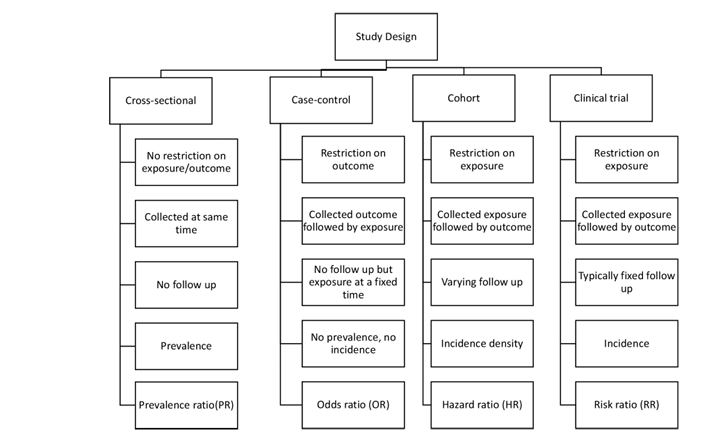 Study Design
Cross-sectional
Case-control
Cohort
Clinical trial
No restriction on
exposure/outcome
Restriction on
outcome
Restriction on
exposure
Restriction on
exposure
Collected at same
time
Collected outcome
followed by exposure
Collected exposure
followed by outcome
Collected exposure
followed by outcome
No follow up
No follow up but
exposure at a fixed
time
Varying follow up
Typically fixed follow
up
Prevalence
No prevalence, no
incidence
Incidence density
Incidence
Prevalence ratio(PR)
Odds ratio (OR)
Hazard ratio (HR)
Risk ratio (RR)